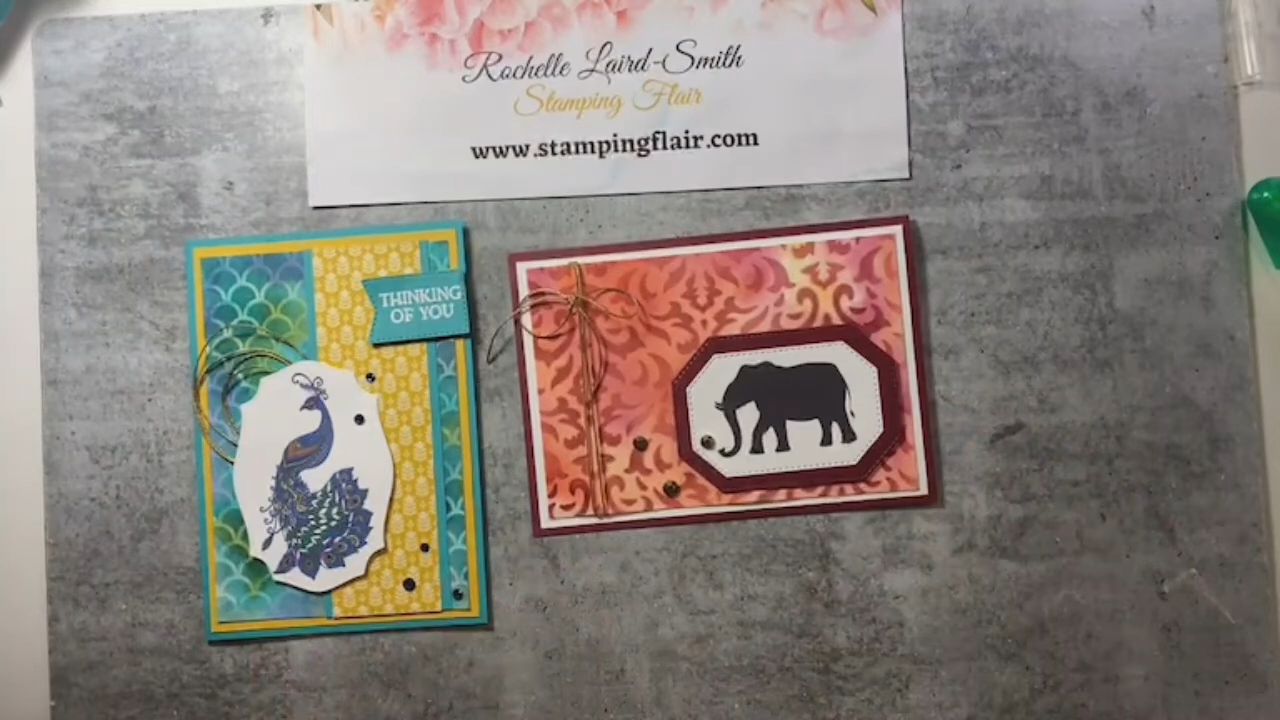 Rochelle Laird-Smith
Stamping Flair
www.stampingflair.com
THINKING
OF YOU